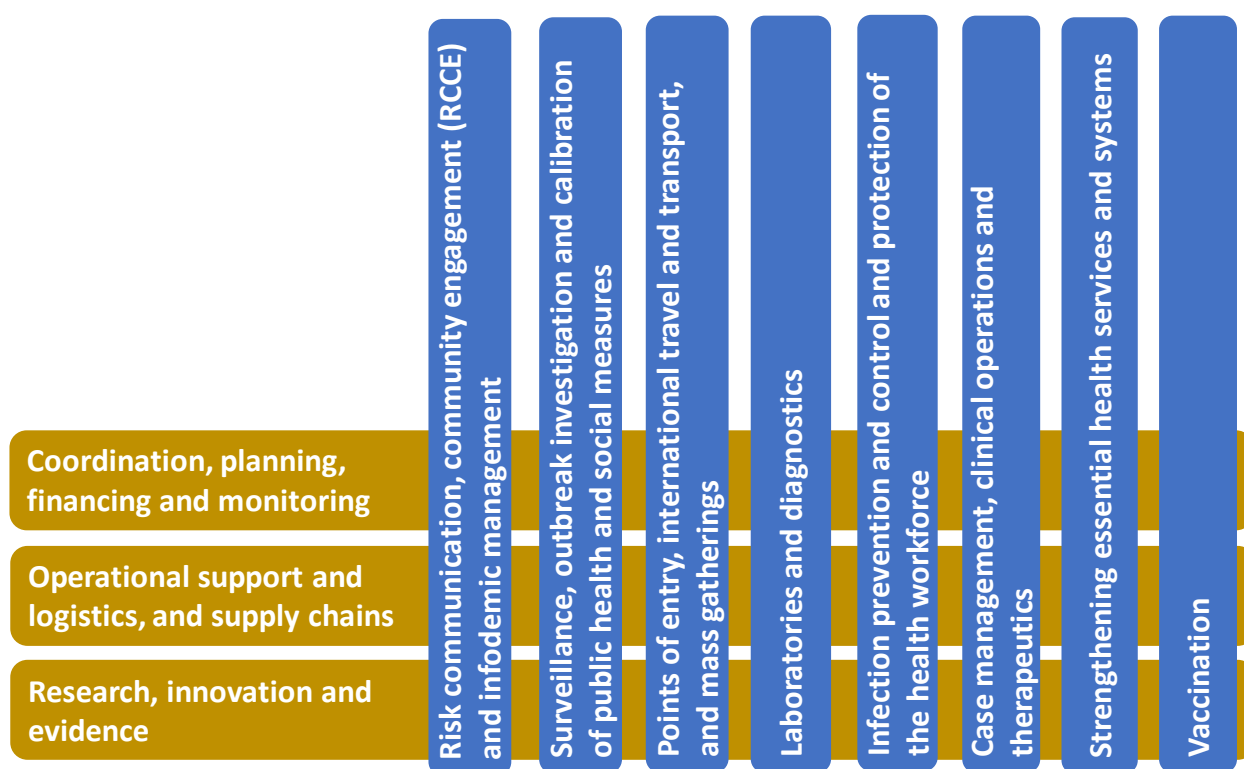 Coordination, planning,
financing and monitoring
Operational support and
logistics, and supply chains
Research, innovation and
evidence
Risk communication, community engagement (RCCE)
and infodemic management
Surveillance, outbreak investigation and calibration
of public health and social measures
Points of entry, international travel and transport,
and mass gatherings
Laboratories and diagnostics
Infection prevention and control and protection of
the health workforce
Case management, clinical operations and
therapeutics
Strengthening essential health services and systems
Vaccination